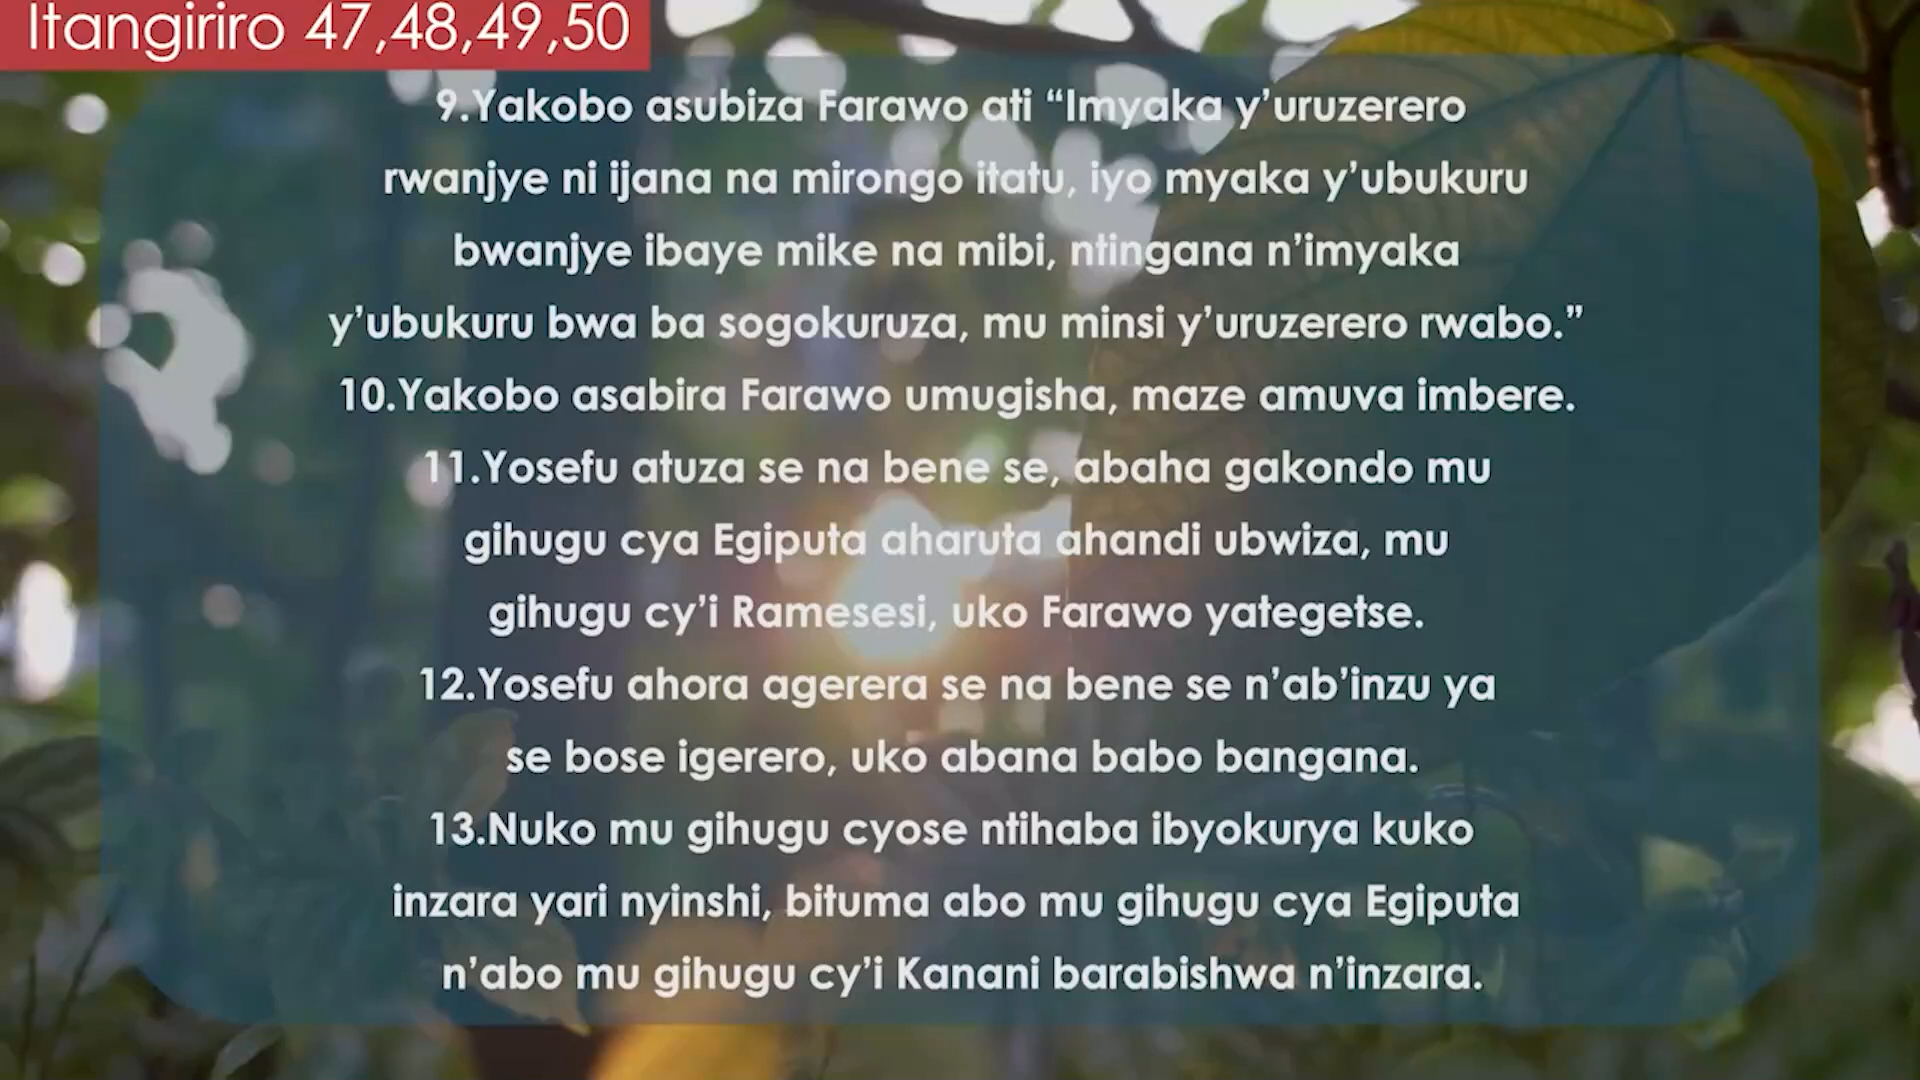 Itangiriro 47,48,49,50
9.Yakobo asubiza Farawo ati “Imyaka y’uruzerero
rwanjye ni ijana na mirongo itatu, iyo myaka y’ubukuru
bwanjye ibaye mike na mibi, ntingana n’imyaka
y’ubukuru bwa ba sogokuruza, mu minsi y’uruzerero rwabo.”
10.Yakobo asabira Farawo umugisha, maze amuva imbere.
11.Yosefu atuza se na bene se, abaha gakondo mu
gihugu cya Egiputa aharuta ahandi ubwiza, mu
gihugu cy’i Ramesesi, uko Farawo yategetse.
12.Yosefu ahora agerera se na bene se n’ab’inzu ya
se bose igerero, uko abana babo bangana.
13.Nuko mu gihugu cyose ntihaba ibyokurya kuko
inzara yari nyinshi, bituma abo mu gihugu cya Egiputa
n’abo mu gihugu cy’i Kanani barabishwa n’inzara.